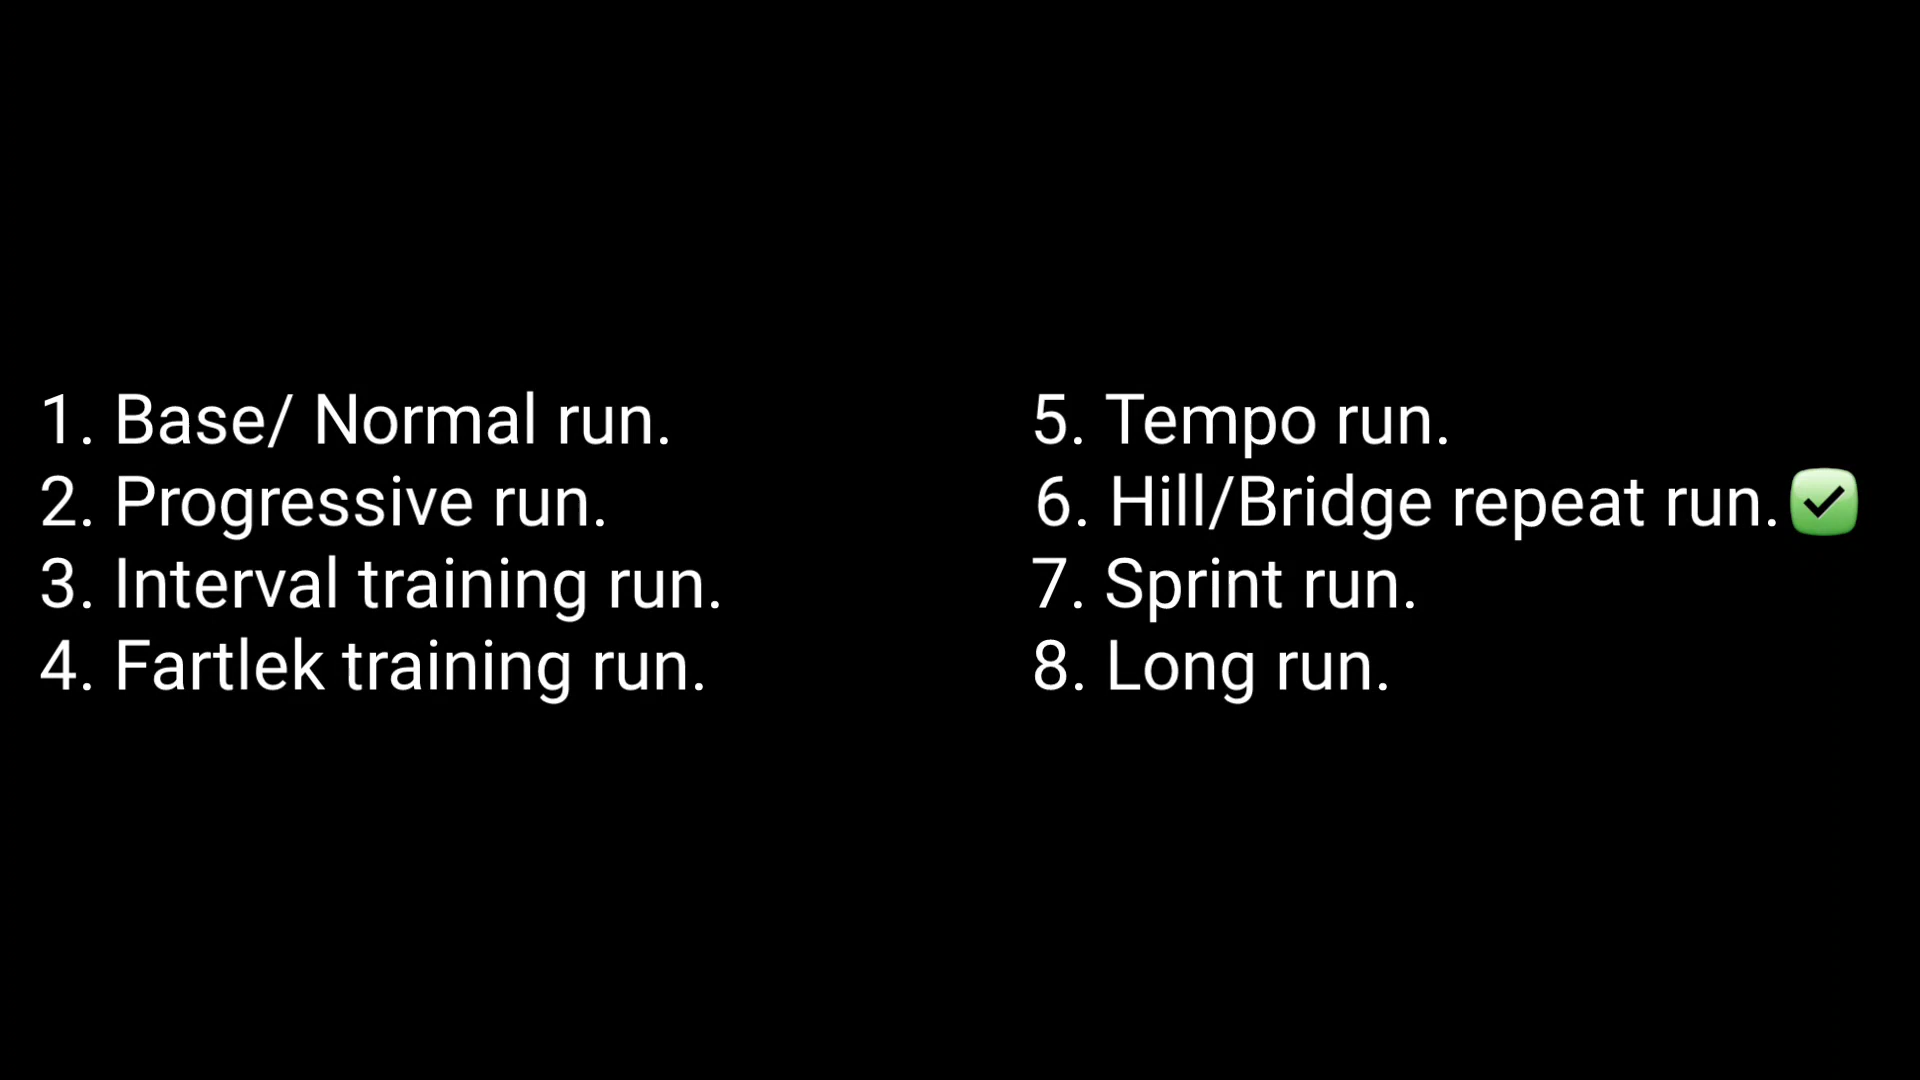 1. Base/ Normal run.
2. Progressive run.
3. Interval training run.
4. Fartlek training run.
5. Tempo run.
6. Hill/Bridge repeat run.✅
7. Sprint run.
8. Long run.